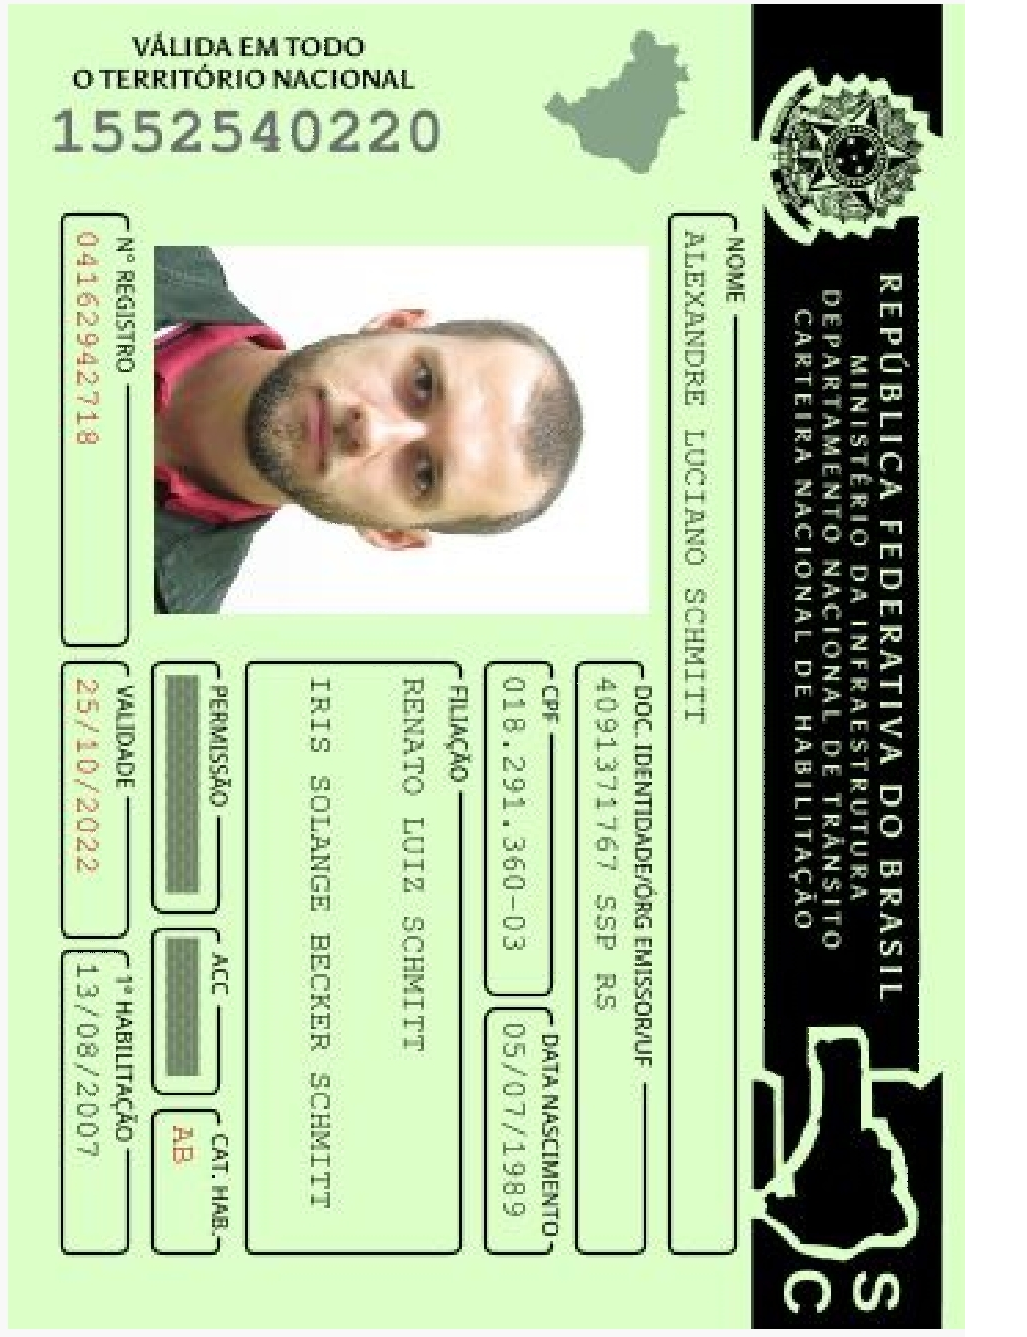 REPÚBLICA FEDERATIVA DO BRASIL
MINISTÉRIO DA INFRAESTRUTURA
DEPARTAMENTO NACIONAL DE TRÂNSITO
CARTEIRA NACIONAL DE HABILITAÇÃO
SC
VÁLIDA EM TODO
O TERRITÓRIO NACIONAL
1552540220
NOME
ALEXANDRE LUCIANO SCHMITT
DOC. IDENTIDADE/ÓRG EMISSOR/UF
4091371767 SSP RS
CPF
018.291.360-03
DATA NASCIMENTO
05/07/1989
FILIAÇÃO
RENATO LUIZ SCHMITT
IRIS SOLANGE BECKER SCHMITT
PERMISSÃO
ACC
CAT. HAB.
AB
Nº REGISTRO
04162942718
VALIDADE
25/10/2022
1ª HABILITAÇÃO
13/08/2007